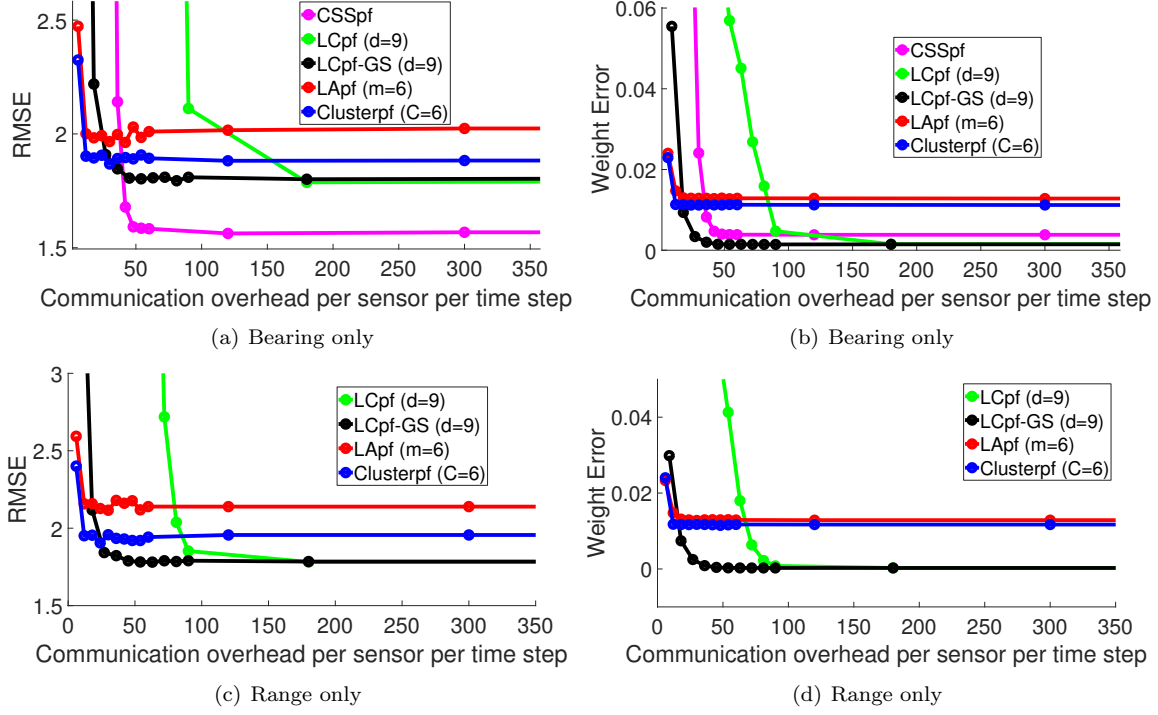 2.5
2
1.5
RMSE
CSSpf
LCpf (d=9)
LCpf-GS (d=9)
LApf (m=6)
Clusterpf (C=6)
50 100 150 200 250 300 350
Communication overhead per sensor per time step
(a) Bearing only
0.06
0.04
0.02
0
Weight Error
CSSpf
LCpf (d=9)
LCpf-GS (d=9)
LApf (m=6)
Clusterpf (C=6)
50 100 150 200 250 300 350
Communication overhead per sensor per time step
(b) Bearing only
3
2.5
2
1.5
RMSE
LCpf (d=9)
LCpf-GS (d=9)
LApf (m=6)
Clusterpf (C=6)
0 50 100 150 200 250 300 350
Communication overhead per sensor per time step
(c) Range only
0.04
0.02
0
Weight Error
LCpf (d=9)
LCpf-GS (d=9)
LApf (m=6)
Clusterpf (C=6)
0 50 100 150 200 250 300 350
Communication overhead per sensor per time step
(d) Range only